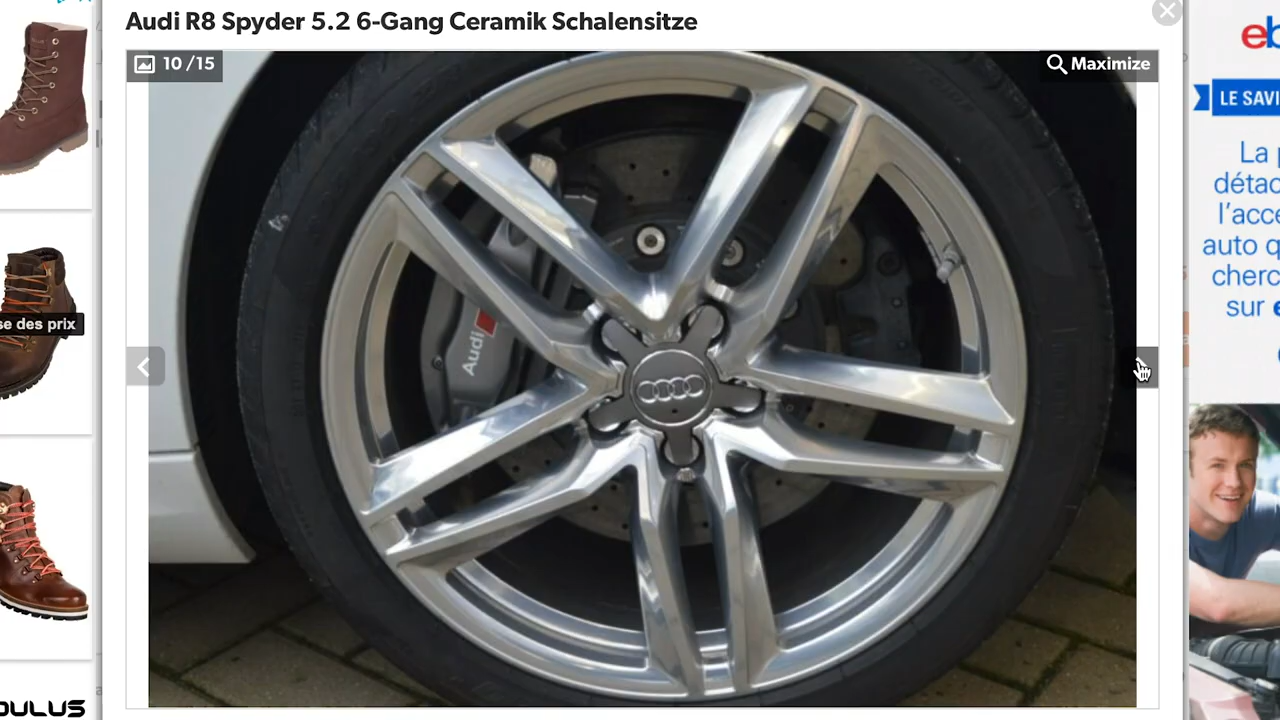 Audi R8 Spyder 5.2 6-Gang Ceramik Schalensitze
10 /15
Maximize
Audi
se des prix
OULUS
eb
LE SAVI
La p
détac
l'acce
auto q
cherc
sur e